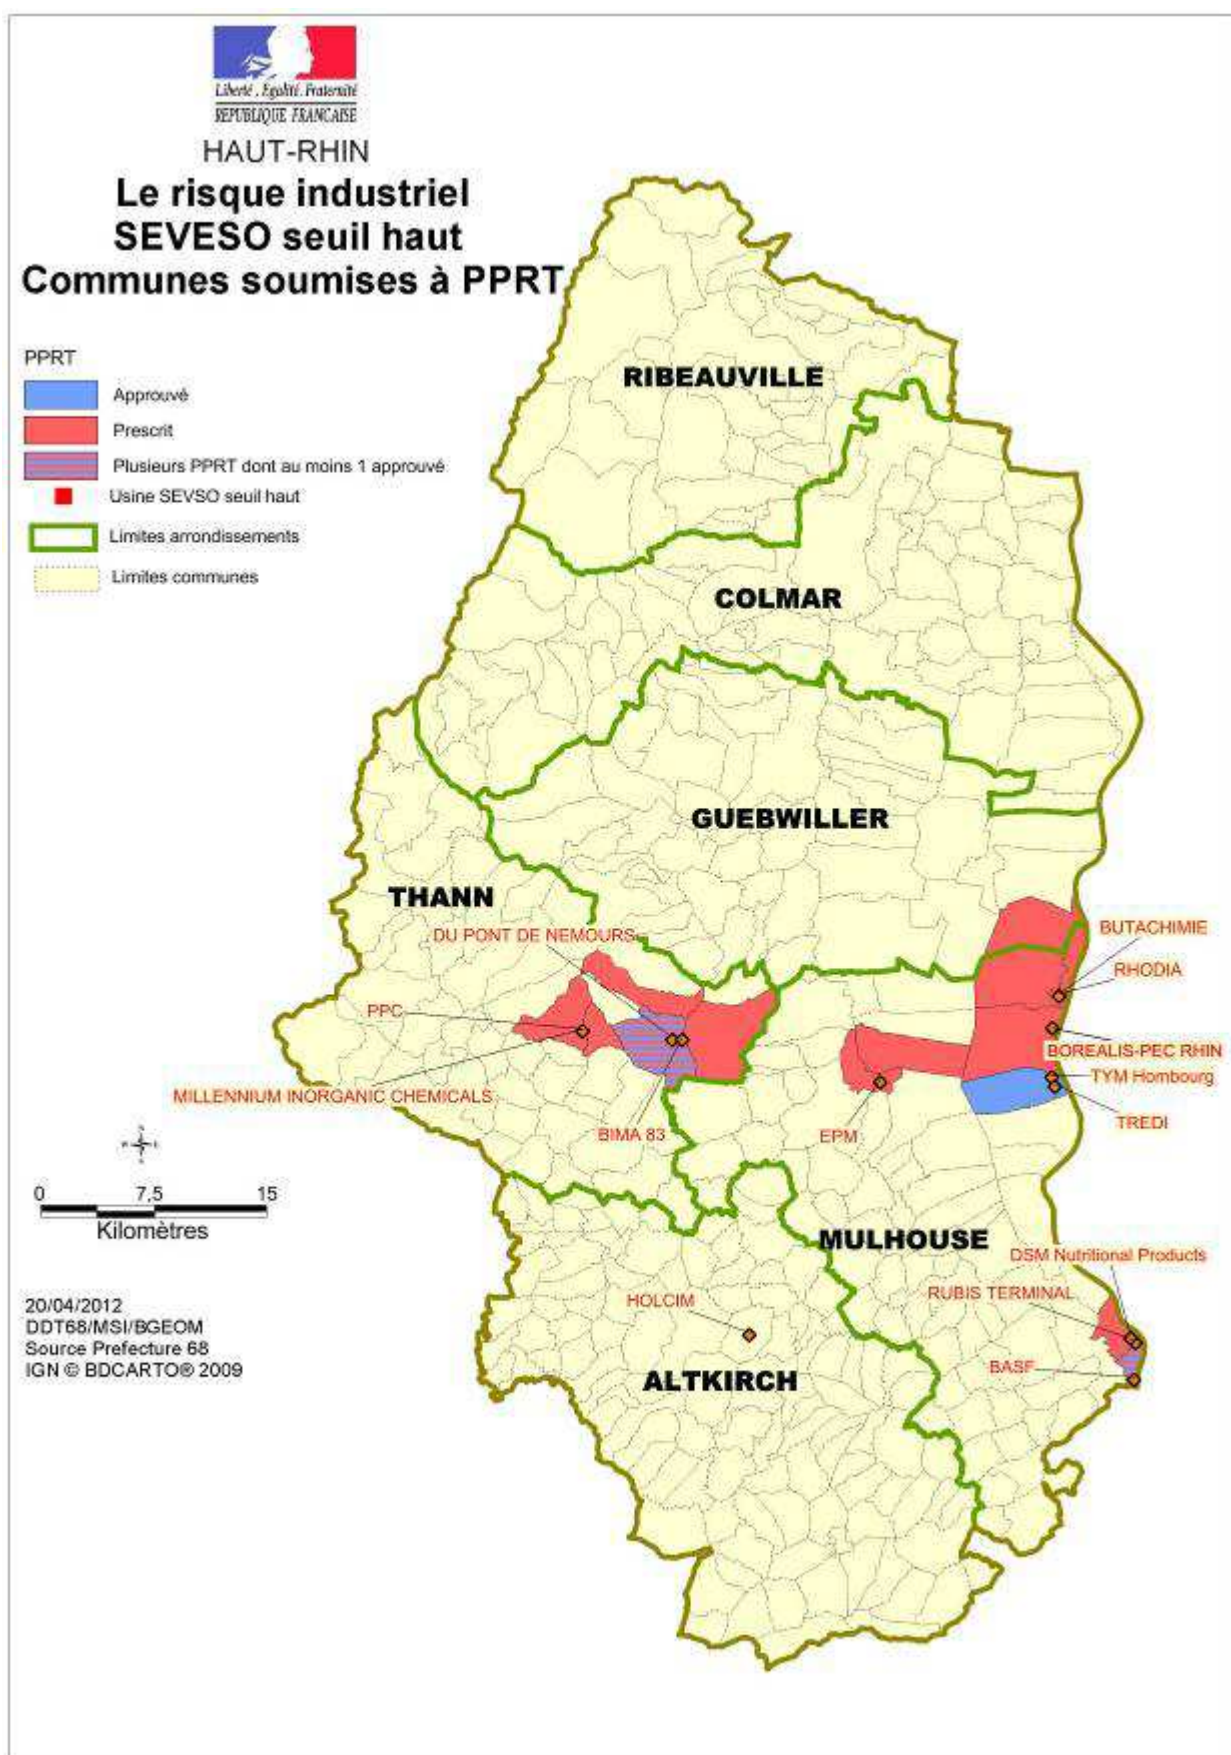 Liberté . Egalité. Fraternité
REPUBLIQUE FRANCAISE
HAUT-RHIN
Le risque industriel
SEVESO seuil haut
Communes soumises à PPRT
PPRT
Approuvé
Prescrit
Plusieurs PPRT dont au moins 1 approuvé
Usine SEVSO seuil haut
Limites arrondissements
Limites communes
RIBEAUVILLE
COLMAR
GUEBWILLER
THANN
DU PONT DE NEMOURS
BUTACHIMIE
RHODIA
PPC
BOREALIS-PEC RHIN
TYM Hombourg
MILLENNIUM INORGANIC CHEMICALS
TREDI
BIMA 83
EPM
0 7,5 15
Kilomètres
MULHOUSE
DSM Nutritional Products
RUBIS TERMINAL
HOLCIM
BASF
ALTKIRCH
20/04/2012
DDT68/MSI/BGEOM
Source Prefecture 68
IGN © BDCARTO® 2009